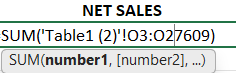 NET SALES
=SUM('Table1 (2)'!O3:O27609)
SUM(number1, [number2], ...)